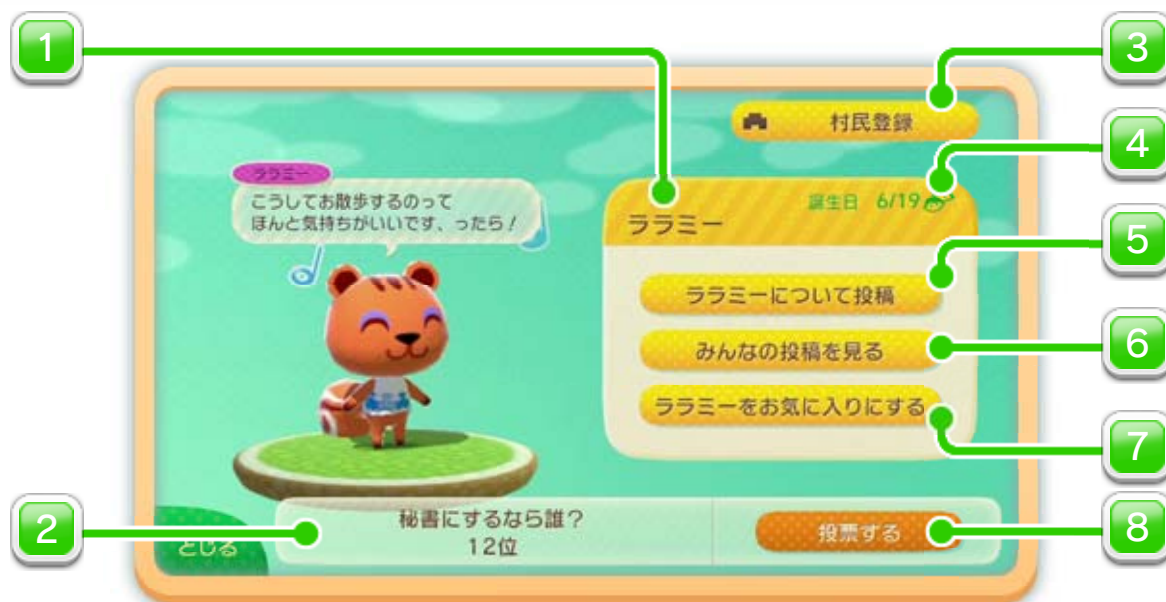 1
3
村民登録
4
ララミー
こうしてお散歩するのって
ほんと気持ちがいいです、ったら！
誕生日 6/19
ララミー
5
ララミーについて投稿
みんなの投稿を見る
6
ララミーをお気に入りにする
7
2
秘書にするなら誰？
12位
投票する
8
とじる